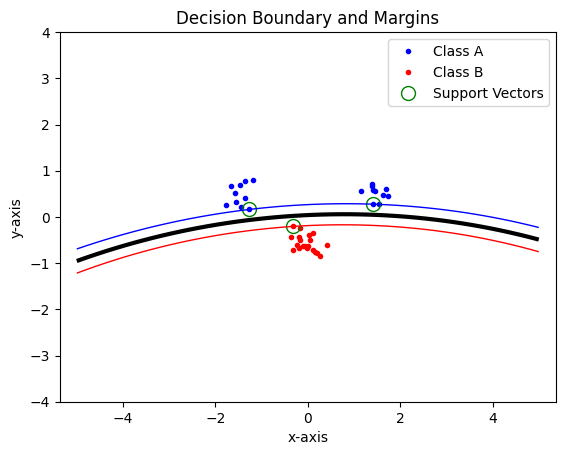 Decision Boundary and Margins
Class A
Class B
Support Vectors
y-axis
4
3
2
1
0
−1
−2
−3
−4
−4
−2
0
2
4
x-axis